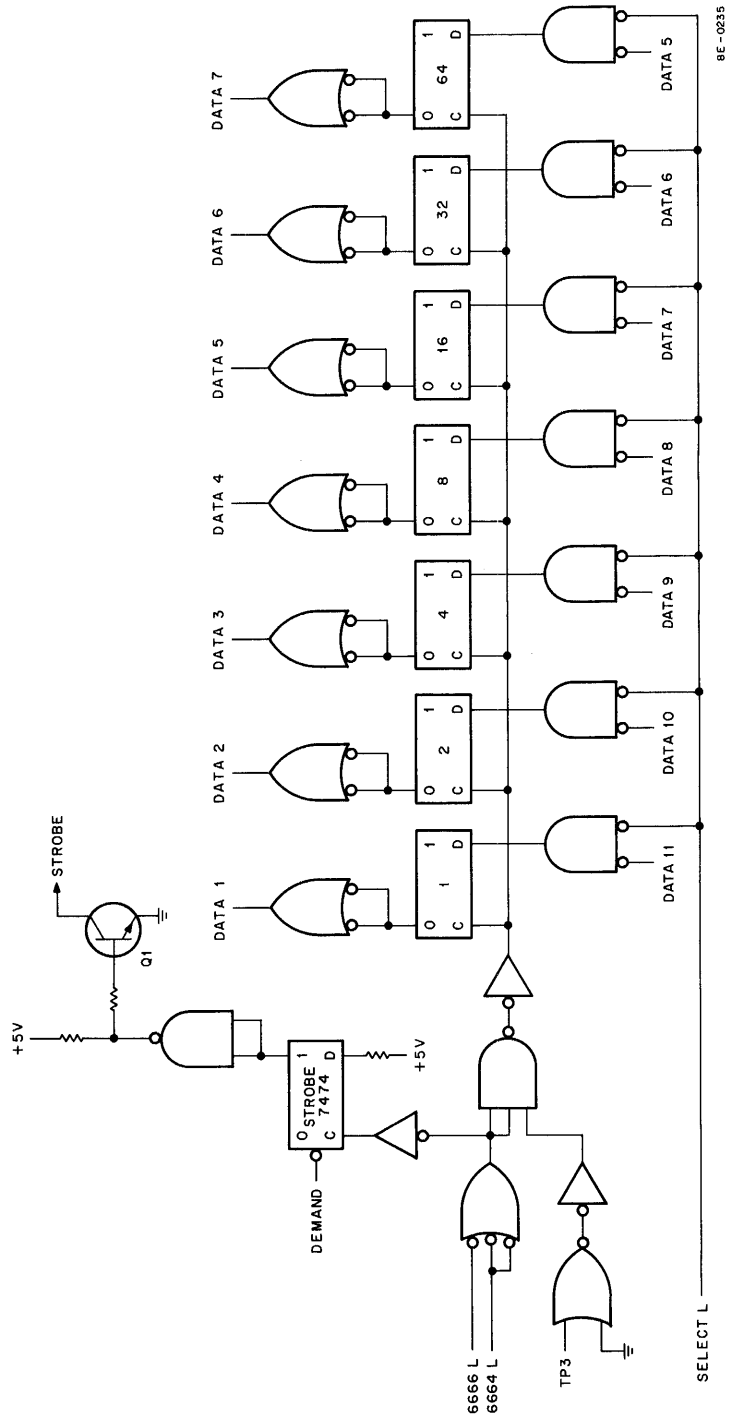 +5V
STROBE
Q1
DATA 1
DATA 2
DATA 3
DATA 4
DATA 5
DATA 6
DATA 7
DEMAND
0 1
STROBE
7474
C D
+5V
0 1
1
C D
0 1
2
C D
0 1
4
C D
0 1
8
C D
0 1
16
C D
0 1
32
C D
0 1
64
C D
6666 L
6664 L
TP3
DATA 11
DATA 10
DATA 9
DATA 8
DATA 7
DATA 6
DATA 5
SELECT L
8E-0235